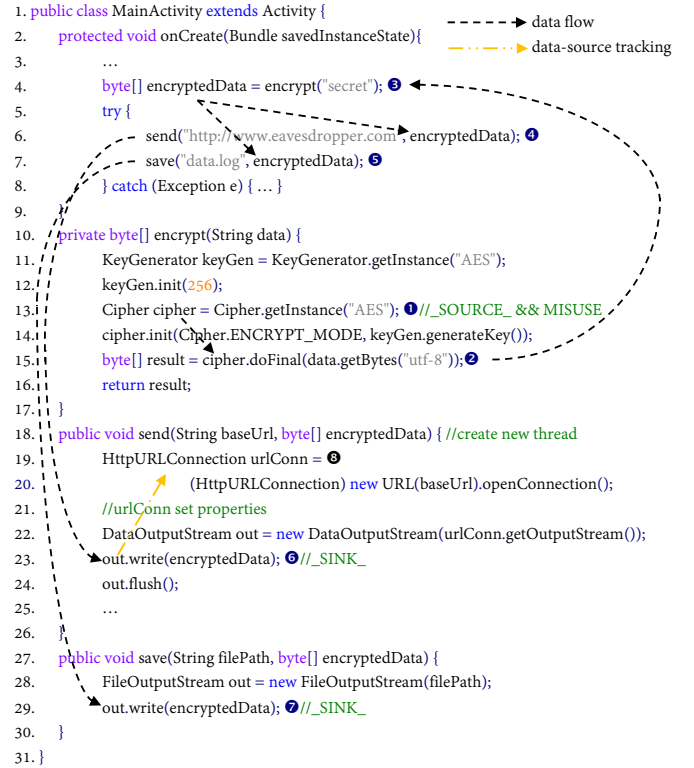 1. public class MainActivity extends Activity {
data flow
2. protected void onCreate(Bundle savedInstanceState){
data-source tracking
3. …
4. byte[] encryptedData = encrypt("secret"); ❸
5. try {
6. send("http://www.eavesdropper.com", encryptedData); ❹
7. save("data.log", encryptedData); ❺
8. } catch (Exception e) { … }
9. }
10. private byte[] encrypt(String data) {
11. KeyGenerator keyGen = KeyGenerator.getInstance("AES");
12. keyGen.init(256);
13. Cipher cipher = Cipher.getInstance("AES"); ❶//_SOURCE_ && MISUSE
14. cipher.init(Cipher.ENCRYPT_MODE, keyGen.generateKey());
15. byte[] result = cipher.doFinal(data.getBytes("utf-8"));❷
16. return result;
17. }
18. public void send(String baseUrl, byte[] encryptedData) { //create new thread
19. HttpURLConnection urlConn = ❽
20. (HttpURLConnection) new URL(baseUrl).openConnection();
21. //urlConn set properties
22. DataOutputStream out = new DataOutputStream(urlConn.getOutputStream());
23. out.write(encryptedData); ❻//_SINK_
24. out.flush();
25. …
26. }
27. public void save(String filePath, byte[] encryptedData) {
28. FileOutputStream out = new FileOutputStream(filePath);
29. out.write(encryptedData); ❼//_SINK_
30. }
31. }